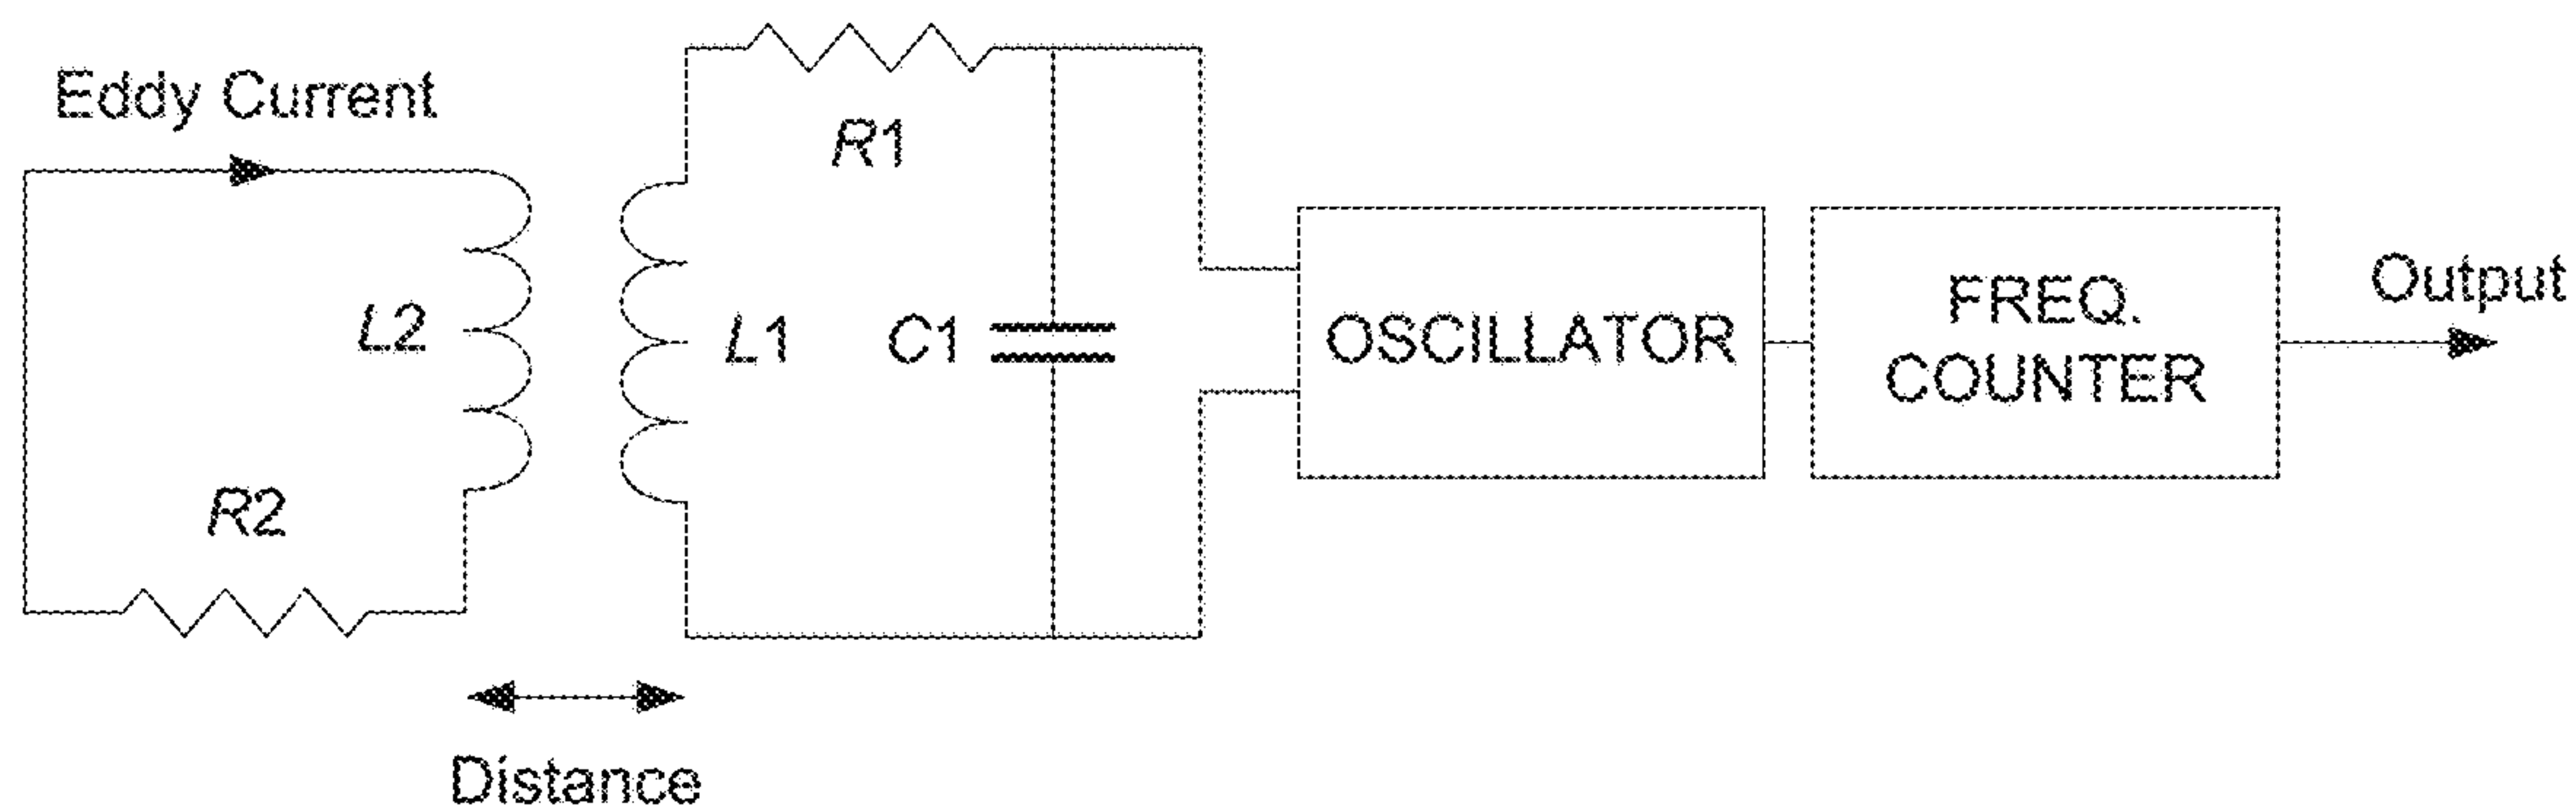 Eddy Current
R1
L2
L1
C1
R2
OSCILLATOR
FREQ.
COUNTER
Output
Distance